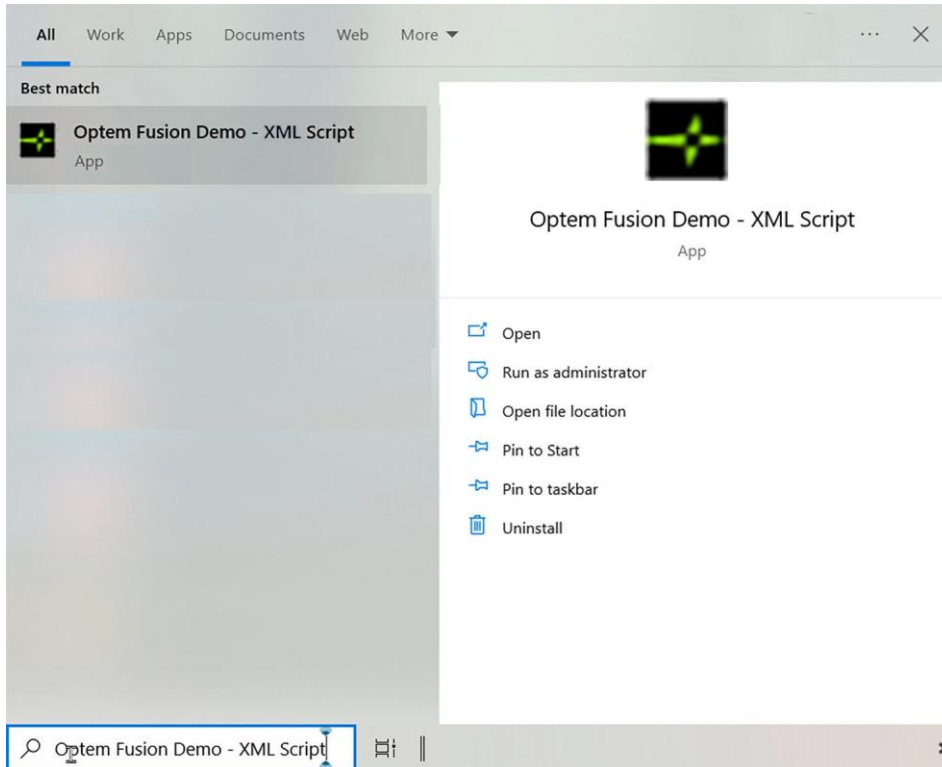 All Work Apps Documents Web More
Best match
Optem Fusion Demo - XML Script
App
Optem Fusion Demo - XML Script
App
Open
Run as administrator
Open file location
Pin to Start
Pin to taskbar
Uninstall
Optem Fusion Demo - XML Script